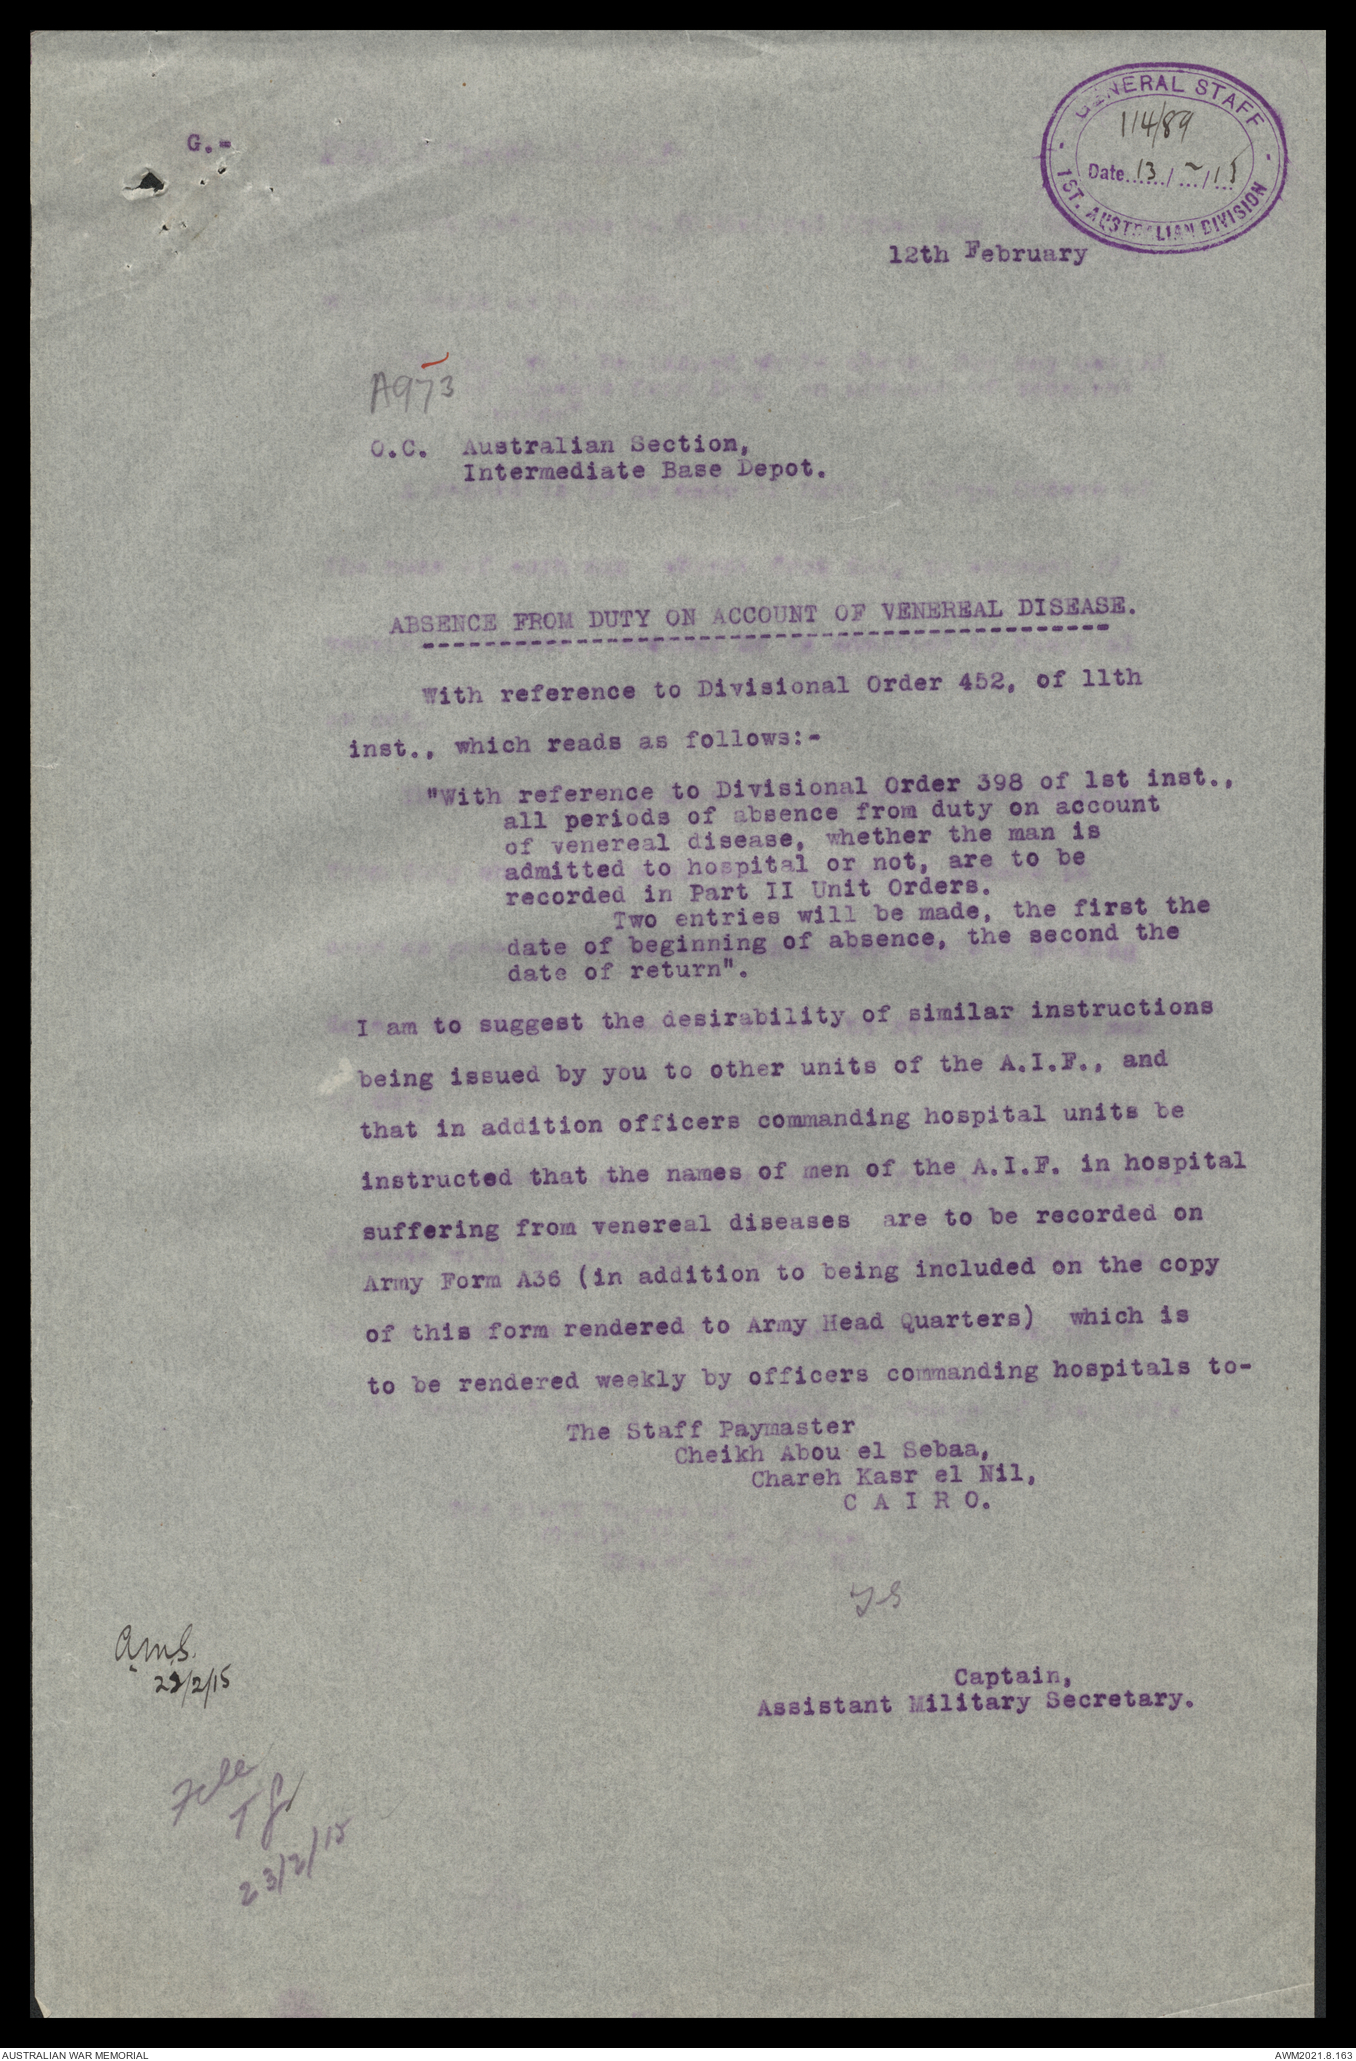 GENERAL STAFF
114/89
Date 13/ /15
1ST. AUSTRALIAN DIVISION
G.-
12th February
A973
O.C. Australian Section,
Intermediate Base Depot.
ABSENCE FROM DUTY ON ACCOUNT OF VENEREAL DISEASE.
With reference to Divisional Order 452, of 11th
inst., which reads as follows:-
"With reference to Divisional Order 398 of 1st inst.,
all periods of absence from duty on account
of venereal disease, whether the man is
admitted to hospital or not, are to be
recorded in Part II Unit Orders.
Two entries will be made, the first the
date of beginning of absence, the second the
date of return".
I am to suggest the desirability of similar instructions
being issued by you to other units of the A.I.F., and
that in addition officers commanding hospital units be
instructed that the names of men of the A.I.F. in hospital
suffering from venereal diseases are to be recorded on
Army Form A36 (in addition to being included on the copy
of this form rendered to Army Head Quarters) which is
to be rendered weekly by officers commanding hospitals to-
The Staff Paymaster
Cheikh Abou el Sebaa,
Chareh Kasr el Nil,
C A I R O.
Captain,
Assistant Military Secretary.
A.M.S.
22/2/15
File
23/2/15
AUSTRALIAN WAR MEMORIAL
AWM2021.8.163